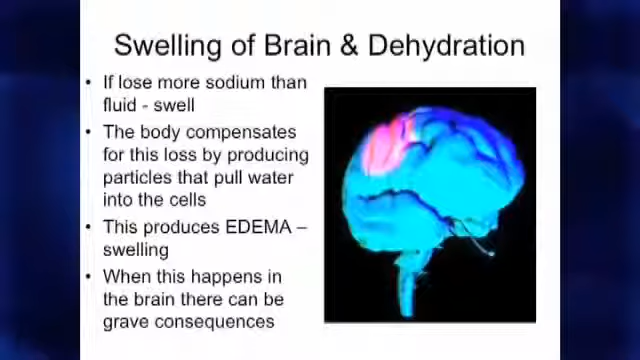 Swelling of Brain & Dehydration
• If lose more sodium than
fluid - swell
• The body compensates
for this loss by producing
particles that pull water
into the cells
• This produces EDEMA –
swelling
• When this happens in
the brain there can be
grave consequences